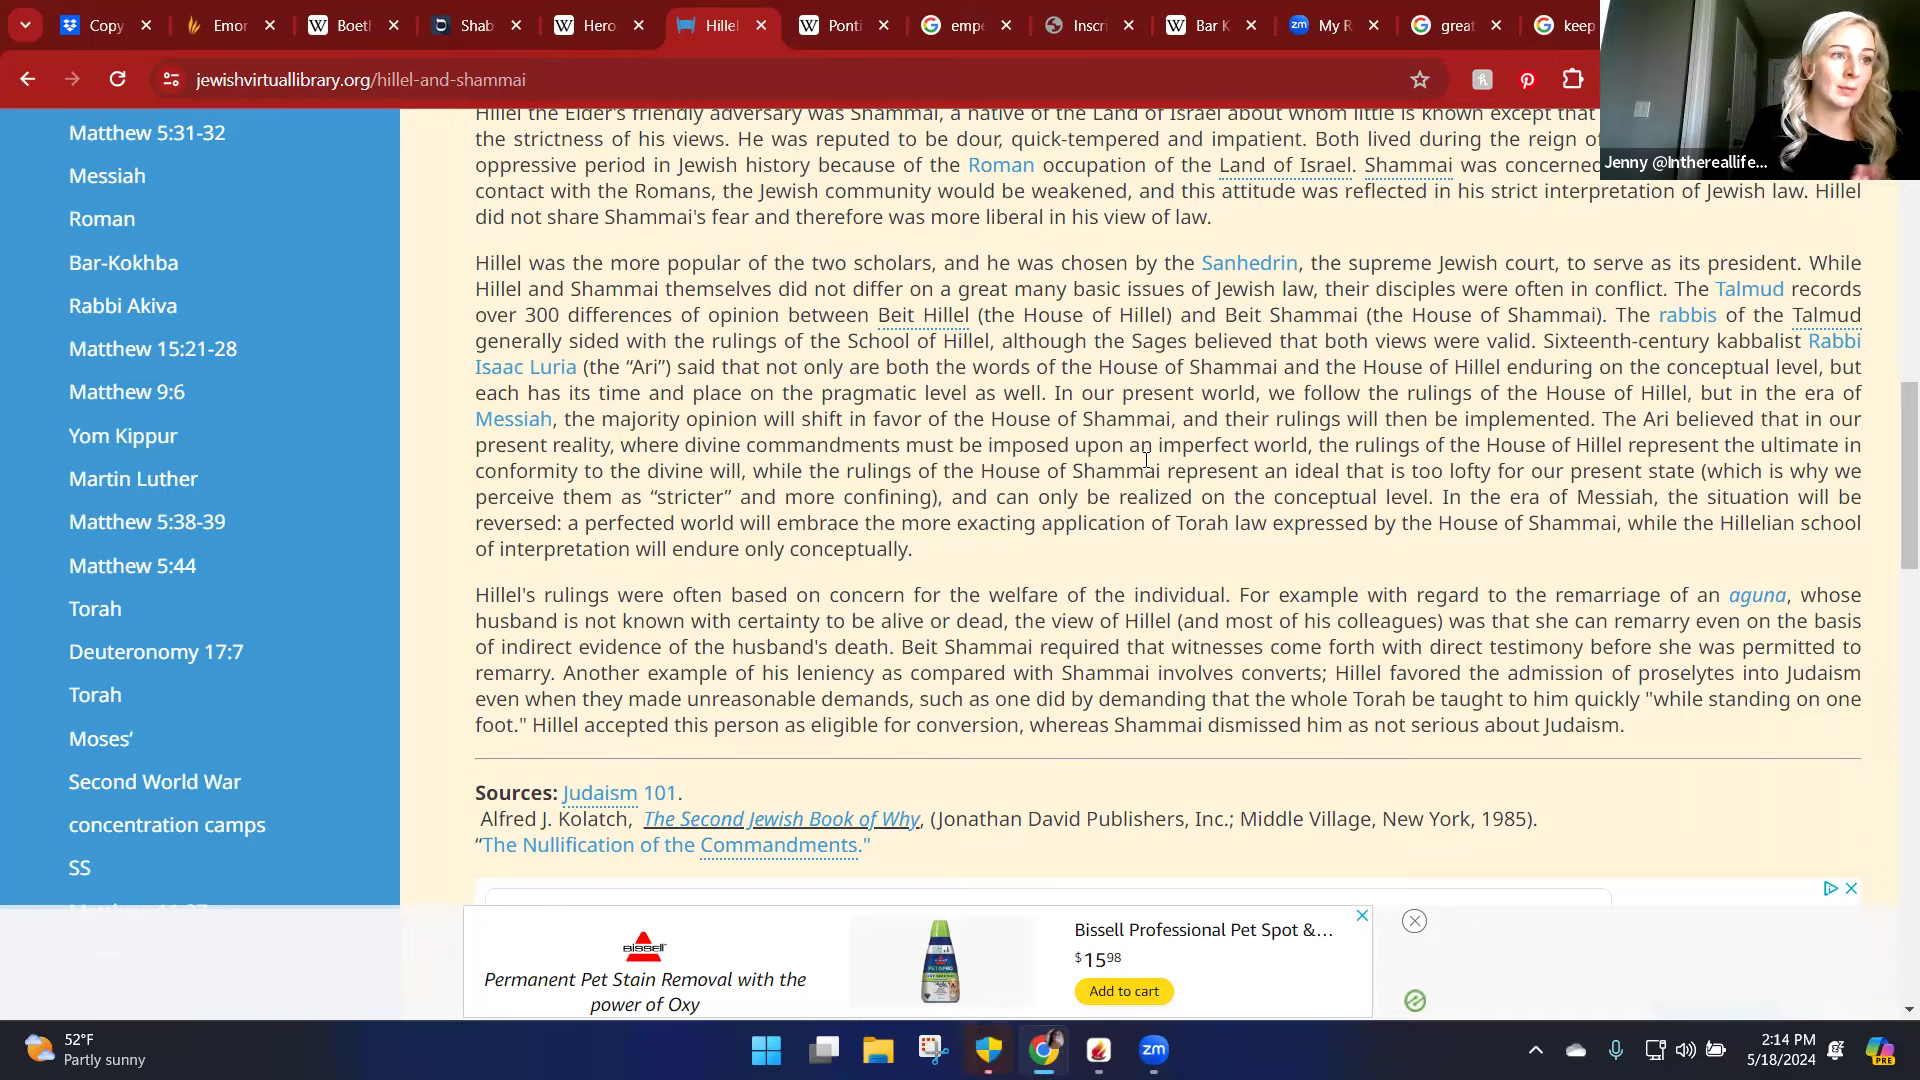 Copy
Emor
Boeth
Shab
Hero
Hillel
Ponti
empe
Inscri
Bar K
My R
great
keep
jewishvirtuallibrary.org/hillel-and-shammai
Jenny @Inthereallife...
Matthew 5:31-32
Messiah
Roman
Bar-Kokhba
Rabbi Akiva
Matthew 15:21-28
Matthew 9:6
Yom Kippur
Martin Luther
Matthew 5:38-39
Matthew 5:44
Torah
Deuteronomy 17:7
Torah
Moses’
Second World War
concentration camps
SS
Hillel the Elder's friendly adversary was Shammai, a native of the Land of Israel about whom little is known except that
the strictness of his views. He was reputed to be dour, quick-tempered and impatient. Both lived during the reign of
oppressive period in Jewish history because of the Roman occupation of the Land of Israel. Shammai was concerned
contact with the Romans, the Jewish community would be weakened, and this attitude was reflected in his strict interpretation of Jewish law. Hillel
did not share Shammai's fear and therefore was more liberal in his view of law.
Hillel was the more popular of the two scholars, and he was chosen by the Sanhedrin, the supreme Jewish court, to serve as its president. While
Hillel and Shammai themselves did not differ on a great many basic issues of Jewish law, their disciples were often in conflict. The Talmud records
over 300 differences of opinion between Beit Hillel (the House of Hillel) and Beit Shammai (the House of Shammai). The rabbis of the Talmud
generally sided with the rulings of the School of Hillel, although the Sages believed that both views were valid. Sixteenth-century kabbalist Rabbi
Isaac Luria (the “Ari”) said that not only are both the words of the House of Shammai and the House of Hillel enduring on the conceptual level, but
each has its time and place on the pragmatic level as well. In our present world, we follow the rulings of the House of Hillel, but in the era of
Messiah, the majority opinion will shift in favor of the House of Shammai, and their rulings will then be implemented. The Ari believed that in our
present reality, where divine commandments must be imposed upon an imperfect world, the rulings of the House of Hillel represent the ultimate in
conformity to the divine will, while the rulings of the House of Shammai represent an ideal that is too lofty for our present state (which is why we
perceive them as “stricter” and more confining), and can only be realized on the conceptual level. In the era of Messiah, the situation will be
reversed: a perfected world will embrace the more exacting application of Torah law expressed by the House of Shammai, while the Hillelian school
of interpretation will endure only conceptually.
Hillel's rulings were often based on concern for the welfare of the individual. For example with regard to the remarriage of an aguna, whose
husband is not known with certainty to be alive or dead, the view of Hillel (and most of his colleagues) was that she can remarry even on the basis
of indirect evidence of the husband's death. Beit Shammai required that witnesses come forth with direct testimony before she was permitted to
remarry. Another example of his leniency as compared with Shammai involves converts; Hillel favored the admission of proselytes into Judaism
even when they made unreasonable demands, such as one did by demanding that the whole Torah be taught to him quickly "while standing on one
foot." Hillel accepted this person as eligible for conversion, whereas Shammai dismissed him as not serious about Judaism.
Sources: Judaism 101.
Alfred J. Kolatch, The Second Jewish Book of Why, (Jonathan David Publishers, Inc.; Middle Village, New York, 1985).
“The Nullification of the Commandments."
BISSELL
Permanent Pet Stain Removal with the
power of Oxy
Bissell Professional Pet Spot &...
$1598
Add to cart
52°F
Partly sunny
zm
2:14 PM
5/18/2024
PRE